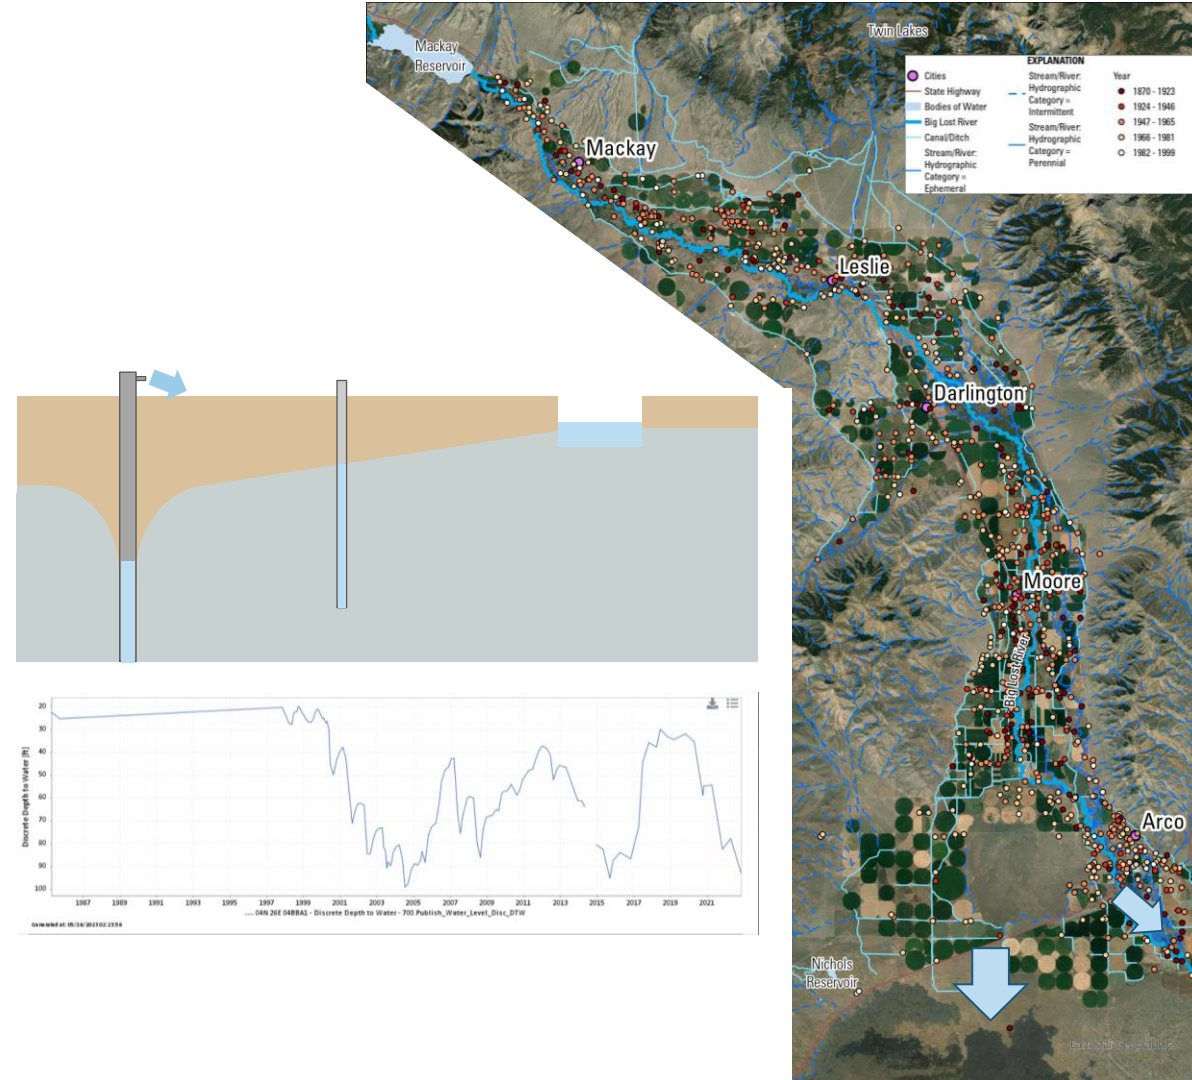 Twin Lakes
Mackay
Reservoir
EXPLANATION
Cities
State Highway
Bodies of Water
Big Lost River
Canal/Ditch
Stream/River:
Hydrographic
Category =
Ephemeral
Stream/River:
Hydrographic
Category =
Intermittent
Stream/River:
Hydrographic
Category =
Perennial
Year
1870 - 1923
1924 - 1946
1947 - 1965
1966 - 1981
1982 - 1999
Mackay
Leslie
Darlington
Moore
Big Lost River
Arco
Nichols
Reservoir
Discrete Depth to Water [ft]
20
30
40
50
60
70
80
90
100
1987
1989
1991
1993
1995
1997
1999
2001
2003
2005
2007
2009
2011
2013
2015
2017
2019
2021
04N 26E 04BBA1 - Discrete Depth to Water - 700.Publish_Water_Level_Disc_DTW